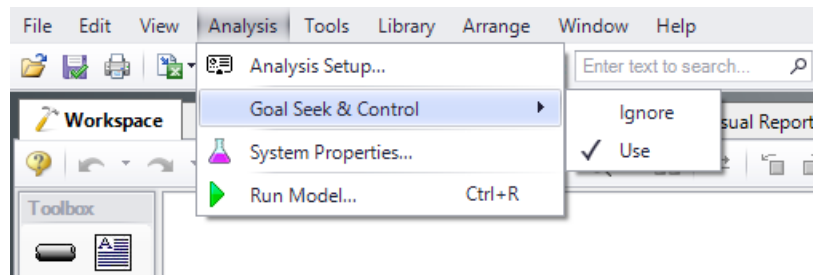 File Edit View Analysis Tools Library Arrange Window Help
Analysis Setup...
Enter text to search...
Goal Seek & Control
Ignore
Workspace
sual Report
System Properties...
Use
Run Model... Ctrl+R
Toolbox
A